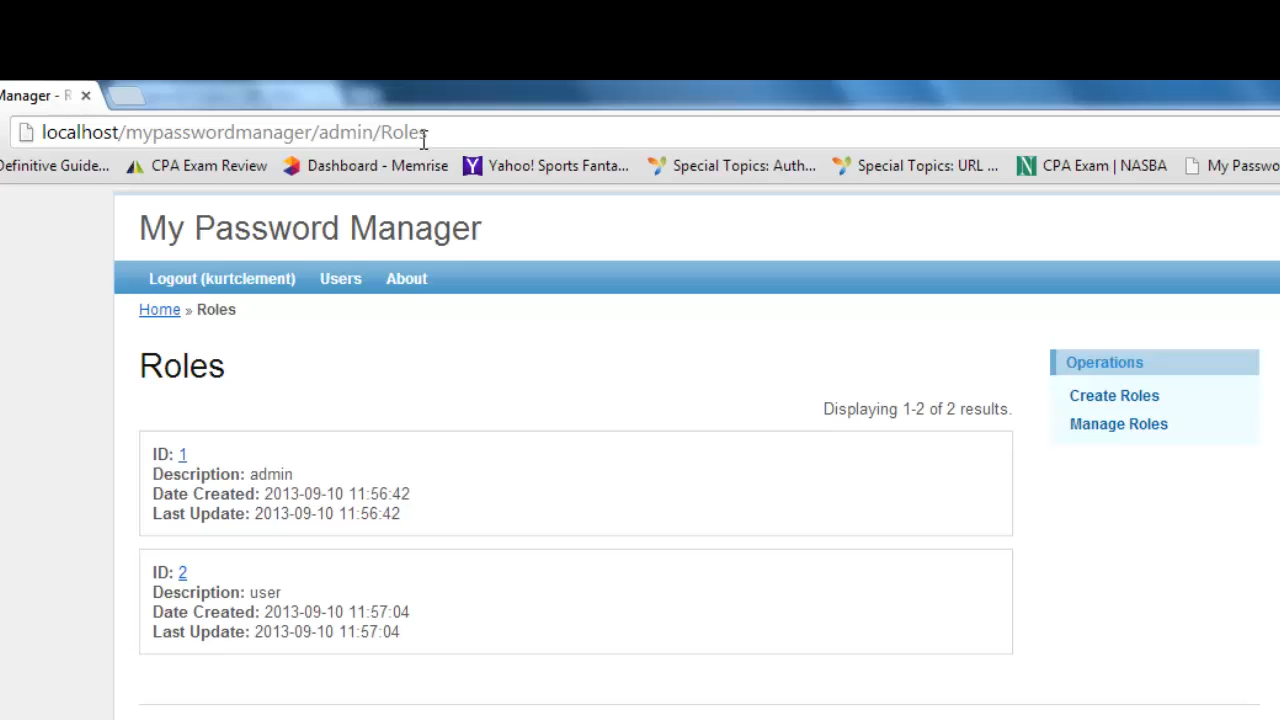 Manager - R
localhost/mypasswordmanager/admin/Roles
Definitive Guide... CPA Exam Review Dashboard - Memrise Yahoo! Sports Fanta... Special Topics: Auth... Special Topics: URL ... CPA Exam | NASBA My Passwo
My Password Manager
Logout (kurtclement) Users About
Home » Roles
Roles
Operations
Create Roles
Manage Roles
Displaying 1-2 of 2 results.
ID: 1
Description: admin
Date Created: 2013-09-10 11:56:42
Last Update: 2013-09-10 11:56:42
ID: 2
Description: user
Date Created: 2013-09-10 11:57:04
Last Update: 2013-09-10 11:57:04